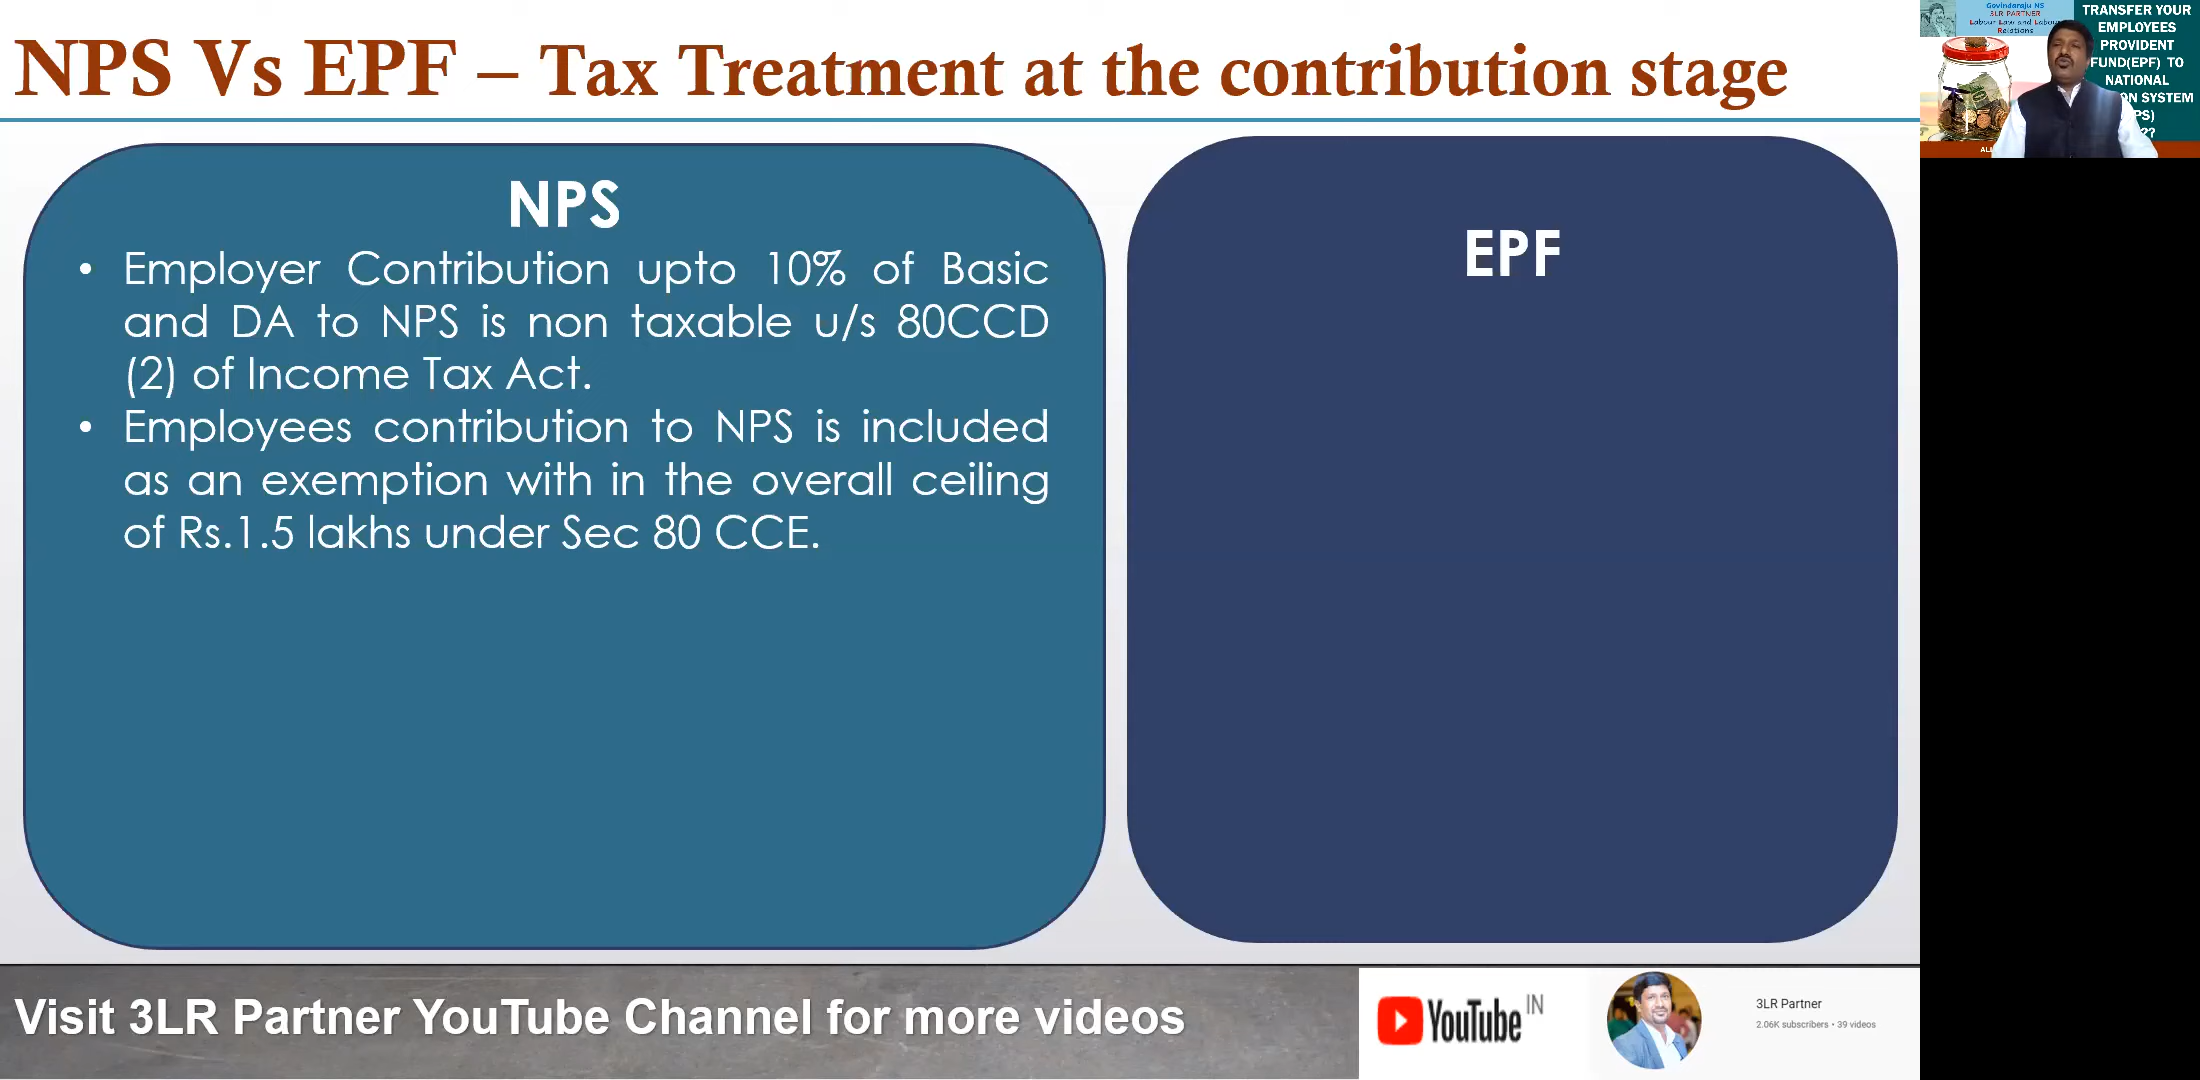 NPS Vs EPF – Tax Treatment at the contribution stage
NPS
• Employer Contribution upto 10% of Basic
and DA to NPS is non taxable u/s 80CCD
(2) of Income Tax Act.
• Employees contribution to NPS is included
as an exemption with in the overall ceiling
of Rs.1.5 lakhs under Sec 80 CCE.
EPF
Govindaraju NS
3LR PARTNER
Labour Law and Labour
Relations
TRANSFER YOUR
EMPLOYEES
PROVIDENT
FUND(EPF) TO
NATIONAL
SYSTEM
??
Visit 3LR Partner YouTube Channel for more videos
YouTube IN
3LR Partner
2.06K subscribers • 39 videos